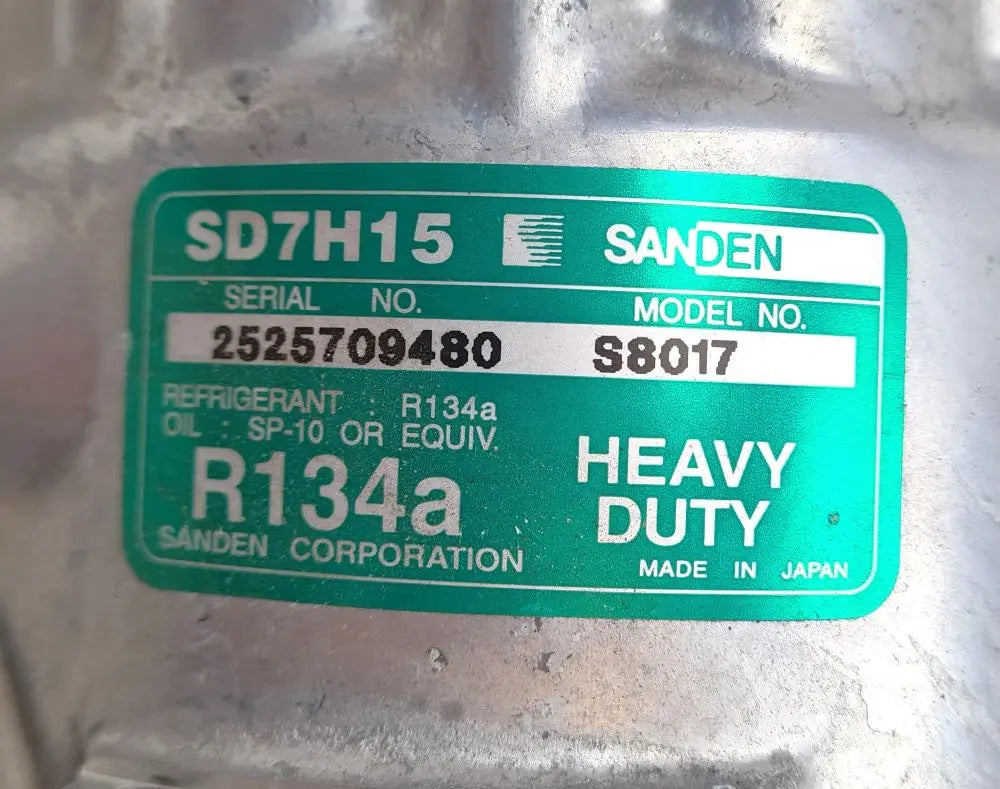 SD7H15 SANDEN
SERIAL NO. MODEL NO.
2525709480 S8017
REFRIGERANT : R134a
OIL : SP-10 OR EQUIV.
R134a
HEAVY
DUTY
SANDEN CORPORATION
MADE IN JAPAN